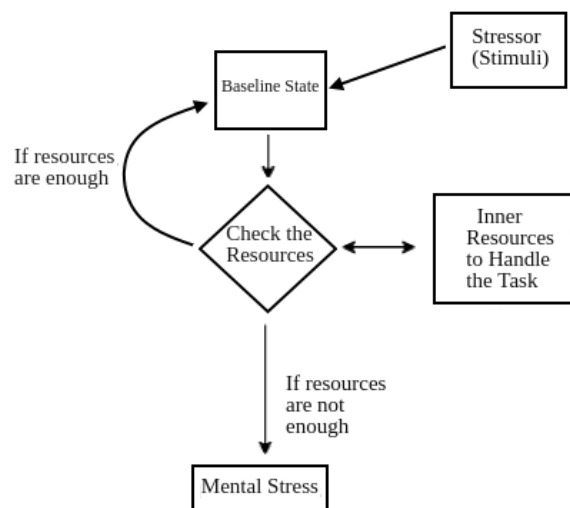 Stressor
(Stimuli)
Baseline State
If resources
are enough
Check the
Resources
Inner
Resources
to Handle
the Task
If resources
are not
enough
Mental Stress